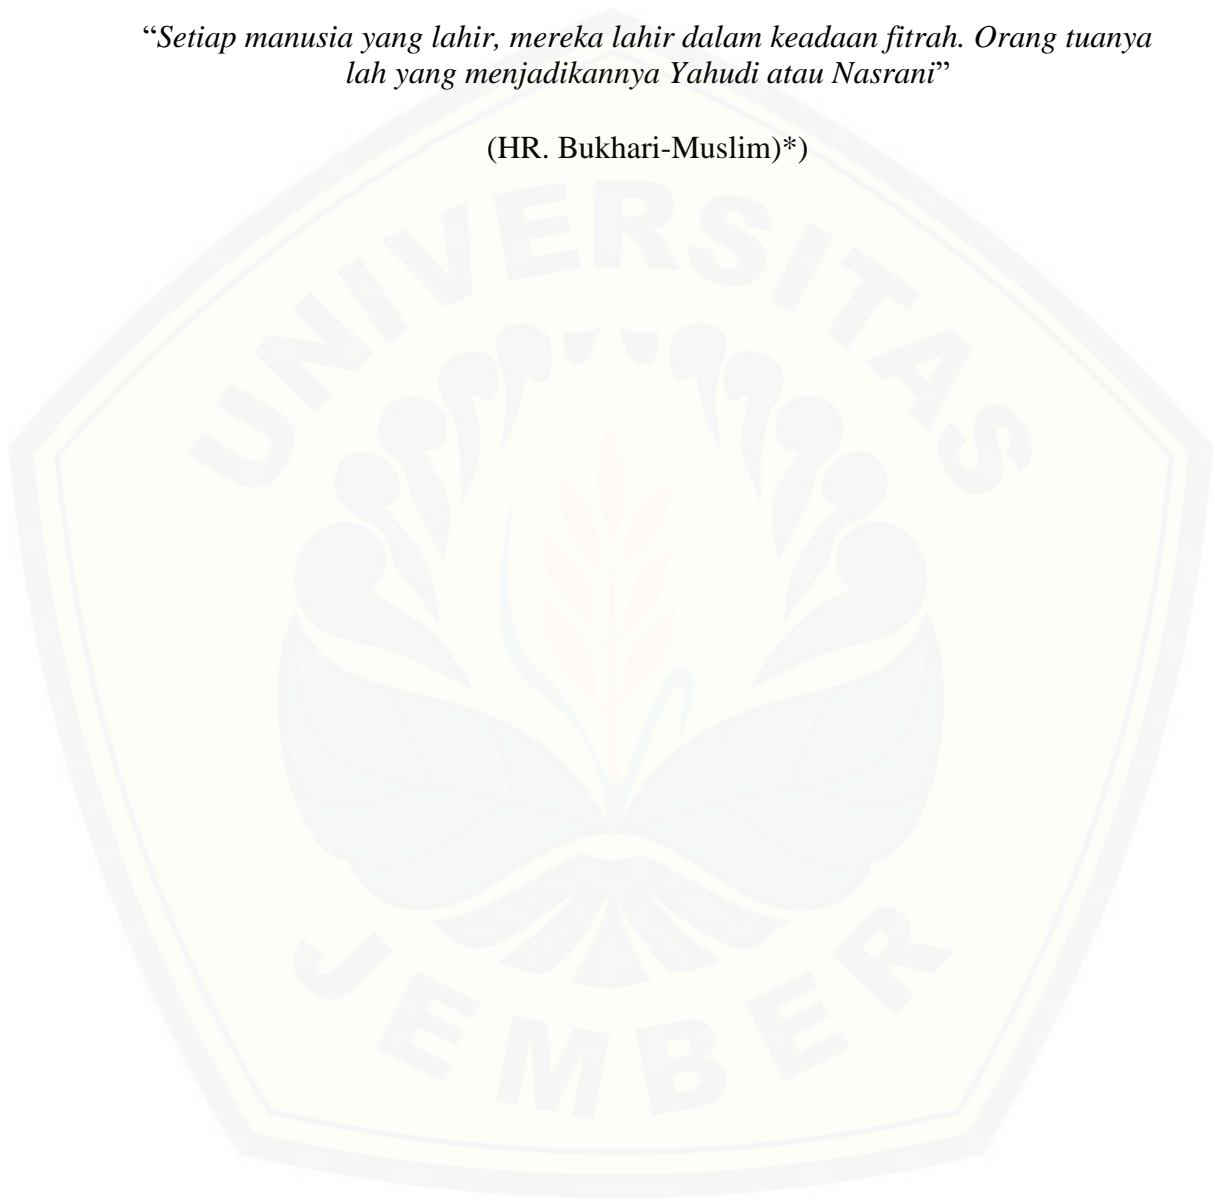 “Setiap manusia yang lahir, mereka lahir dalam keadaan fitrah. Orang tuanya
lah yang menjadikannya Yahudi atau Nasrani”
(HR. Bukhari-Muslim)*)
UNIVERSITAS
JEMBER